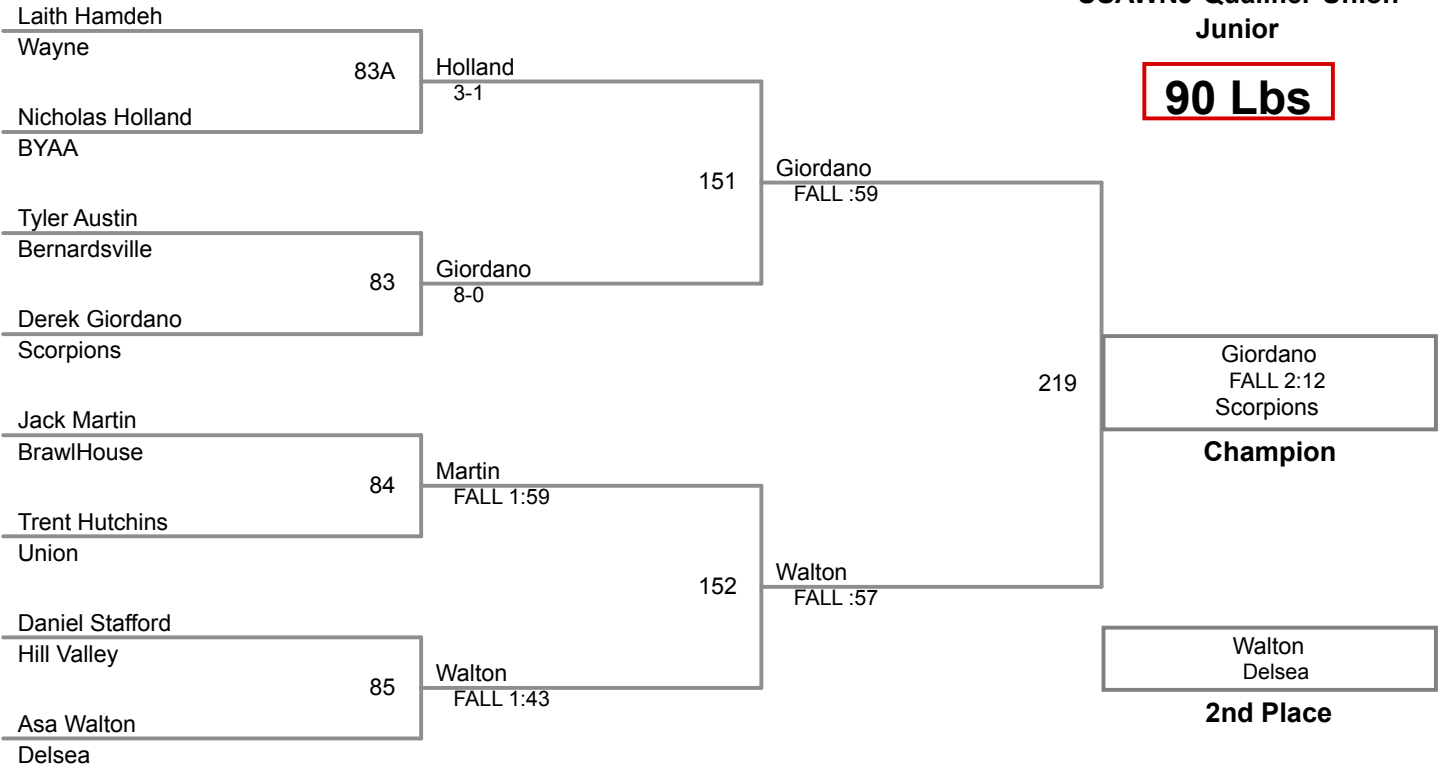 Junior
90 Lbs
Laith Hamdeh
Wayne
83A
Nicholas Holland
BYAA
Tyler Austin
Bernardsville
83
Derek Giordano
Scorpions
Jack Martin
BrawlHouse
84
Trent Hutchins
Union
Daniel Stafford
Hill Valley
85
Asa Walton
Delsea
Holland
3-1
151
Giordano
8-0
Martin
FALL 1:59
152
Walton
FALL 1:43
Giordano
FALL :59
219
Walton
FALL :57
Giordano
FALL 2:12
Scorpions
Champion
Walton
Delsea
2nd Place